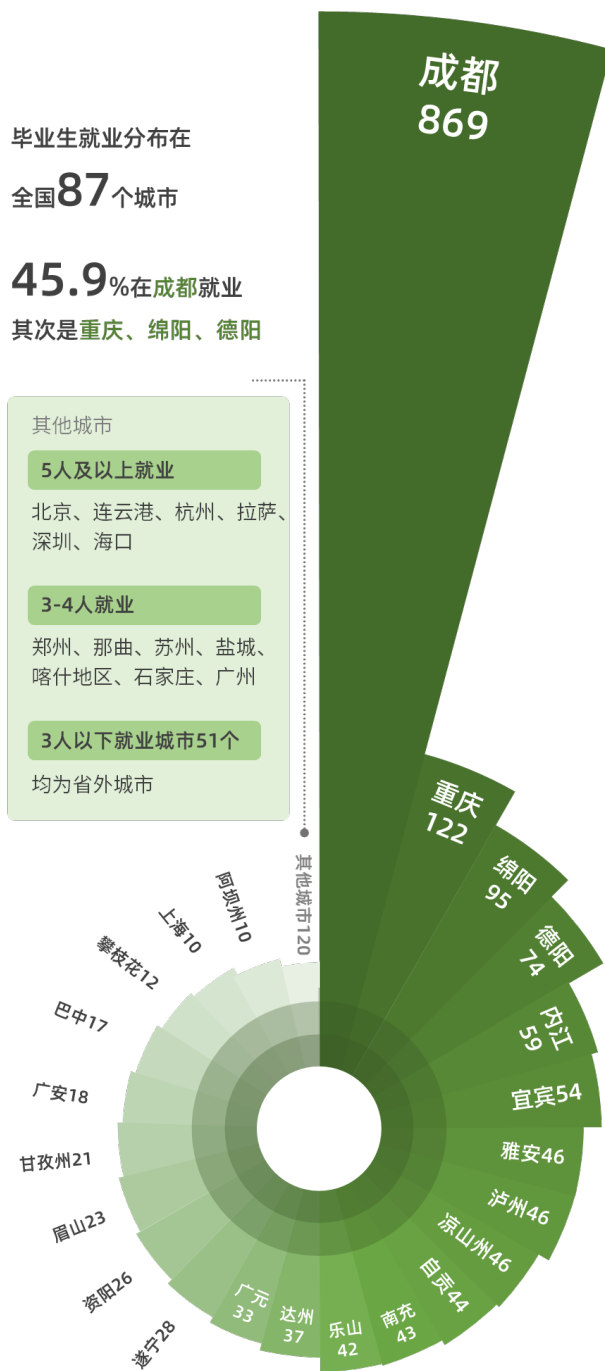 成都
869
毕业生就业分布在
全国87个城市
45.9%在成都就业
其次是重庆、绵阳、德阳
其他城市
5人及以上就业
北京、连云港、杭州、拉萨、
深圳、海口
3-4人就业
郑州、那曲、苏州、盐城、
喀什地区、石家庄、广州
3人以下就业城市51个
均为省外城市
重庆
122
绵阳
95
德阳
74
内江
59
宜宾54
雅安46
泸州46
凉山州46
自贡44
南充
43
乐山
42
达州
37
广元
33
遂宁28
资阳26
眉山23
甘孜州21
广安18
巴中17
攀枝花12
上海10
阿坝州10
其他城市120